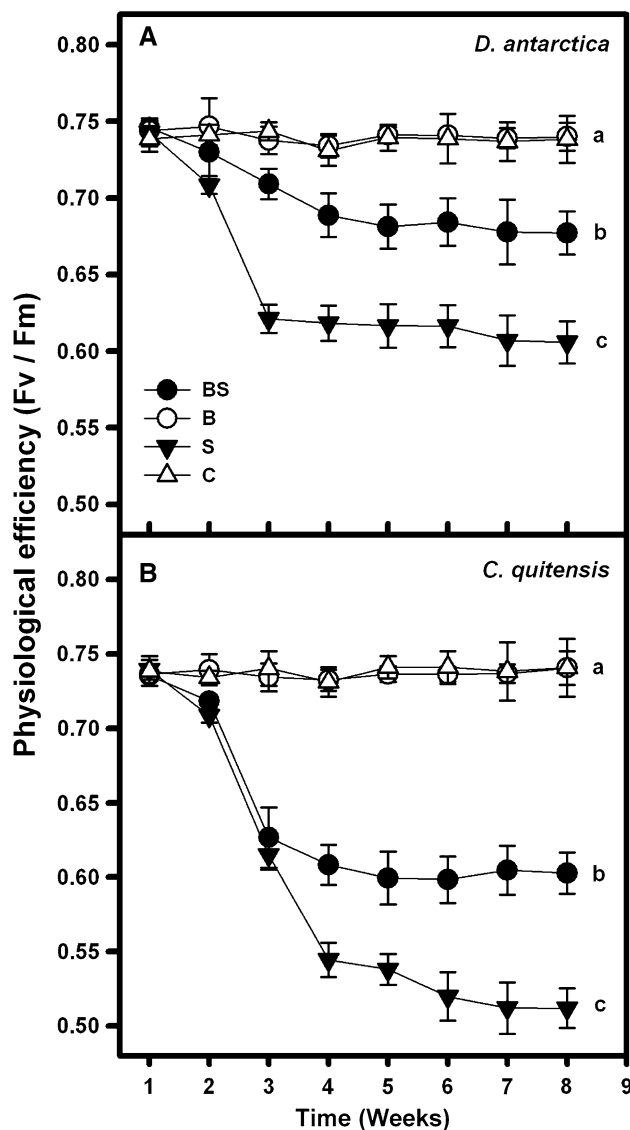 A
D. antarctica
0.80
0.75
0.70
0.65
0.60
0.55
0.50
a
b
c
BS
B
S
C
B
C. quitensis
0.80
0.75
0.70
0.65
0.60
0.55
0.50
a
b
c
Physiological efficiency (Fv / Fm)
1 2 3 4 5 6 7 8 9
Time (Weeks)